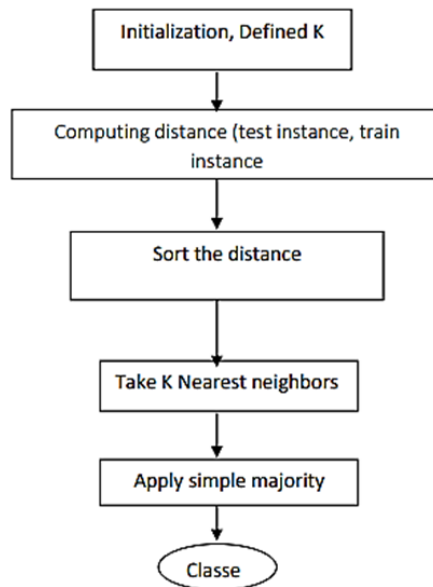 Initialization, Defined K
Computing distance (test instance, train
instance
Sort the distance
Take K Nearest neighbors
Apply simple majority
Classe